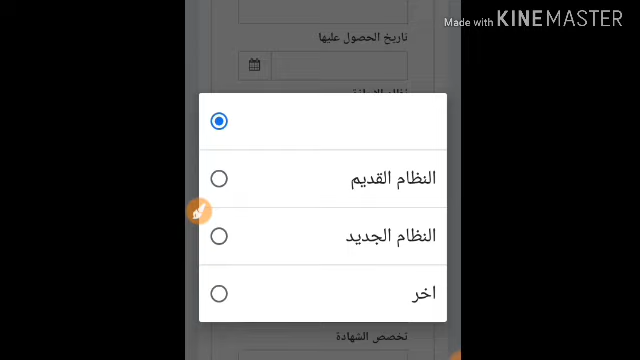 Made with KINEMASTER
تاريخ الحصول عليها
النظام القديم
النظام الجديد
اخر
تخصص الشهادة